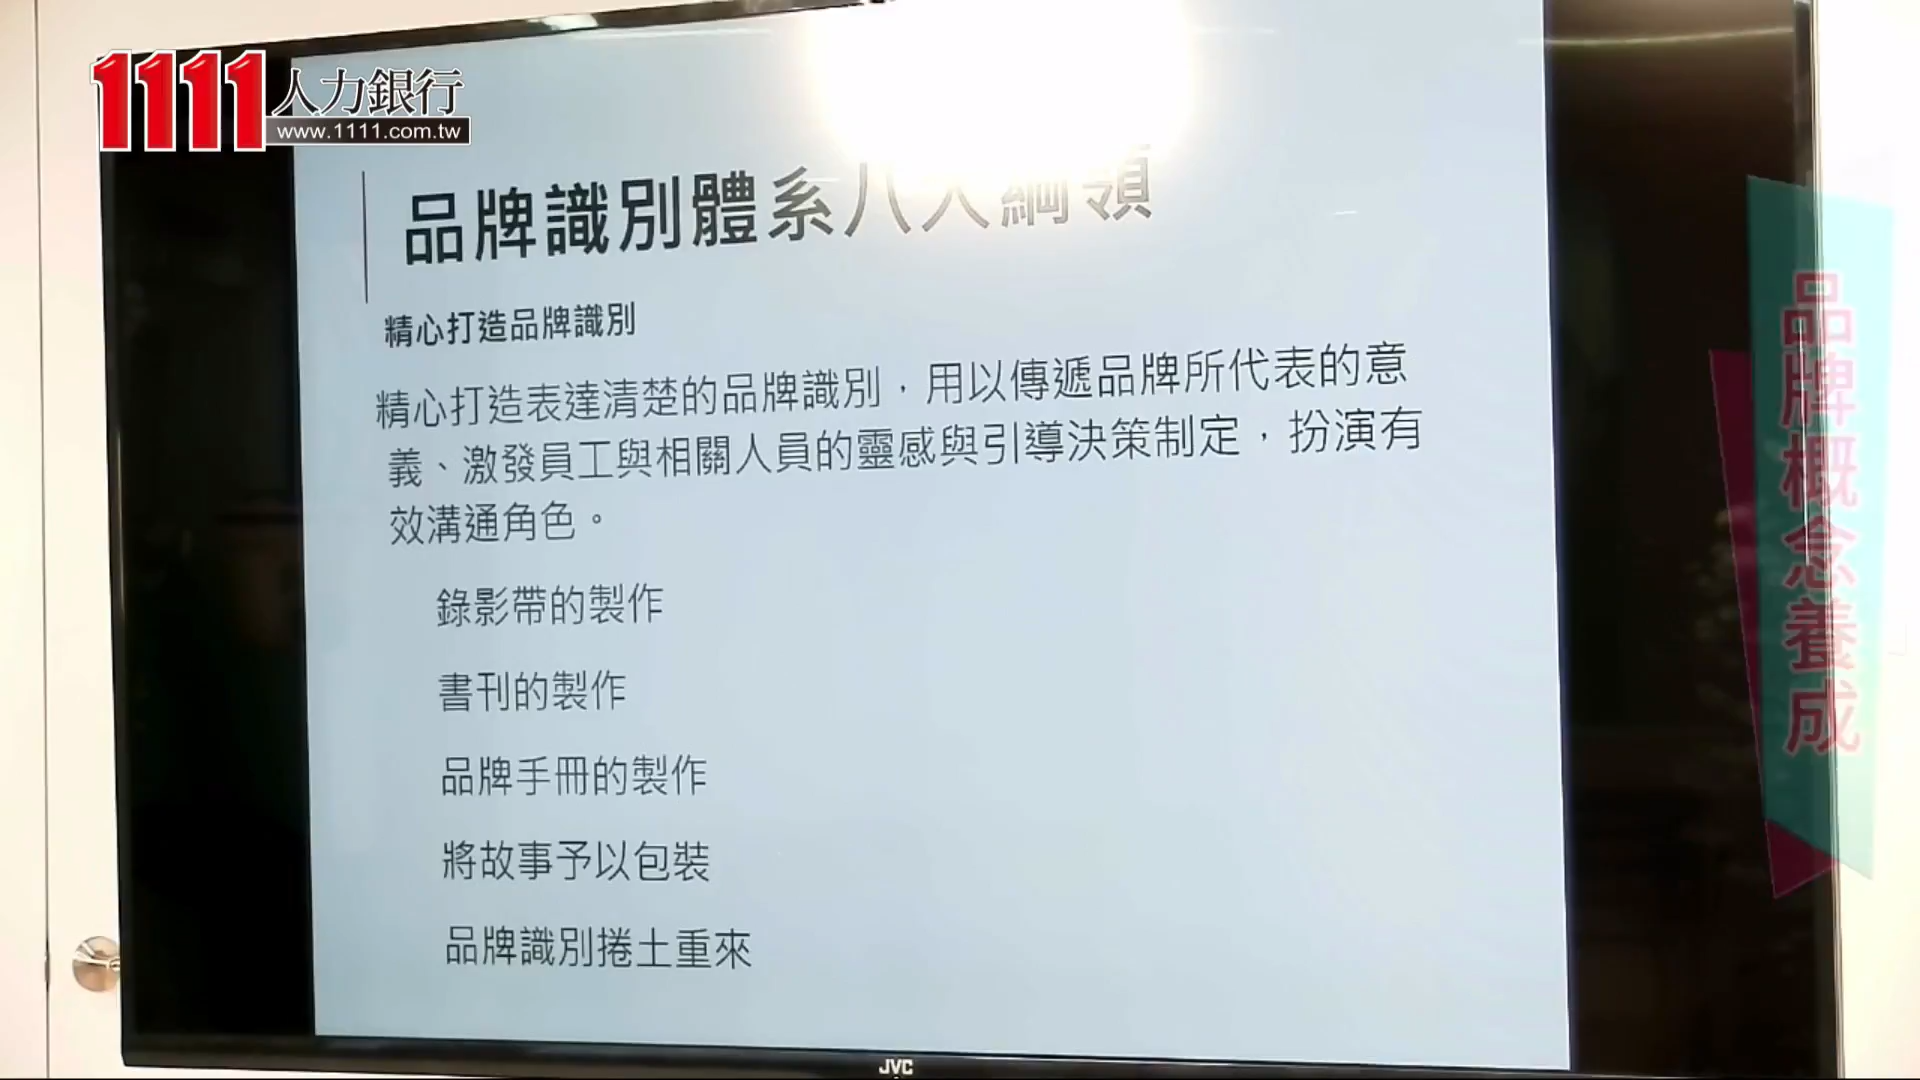 1111人力銀行
www.1111.com.tw
品牌識別體系八大綱領
精心打造品牌識別
精心打造表達清楚的品牌識別，用以傳遞品牌所代表的意
義、激發員工與相關人員的靈感與引導決策制定，扮演有
效溝通角色。
錄影帶的製作
書刊的製作
品牌手冊的製作
將故事予以包裝
品牌識別捲土重來
品牌概念養成
JVC